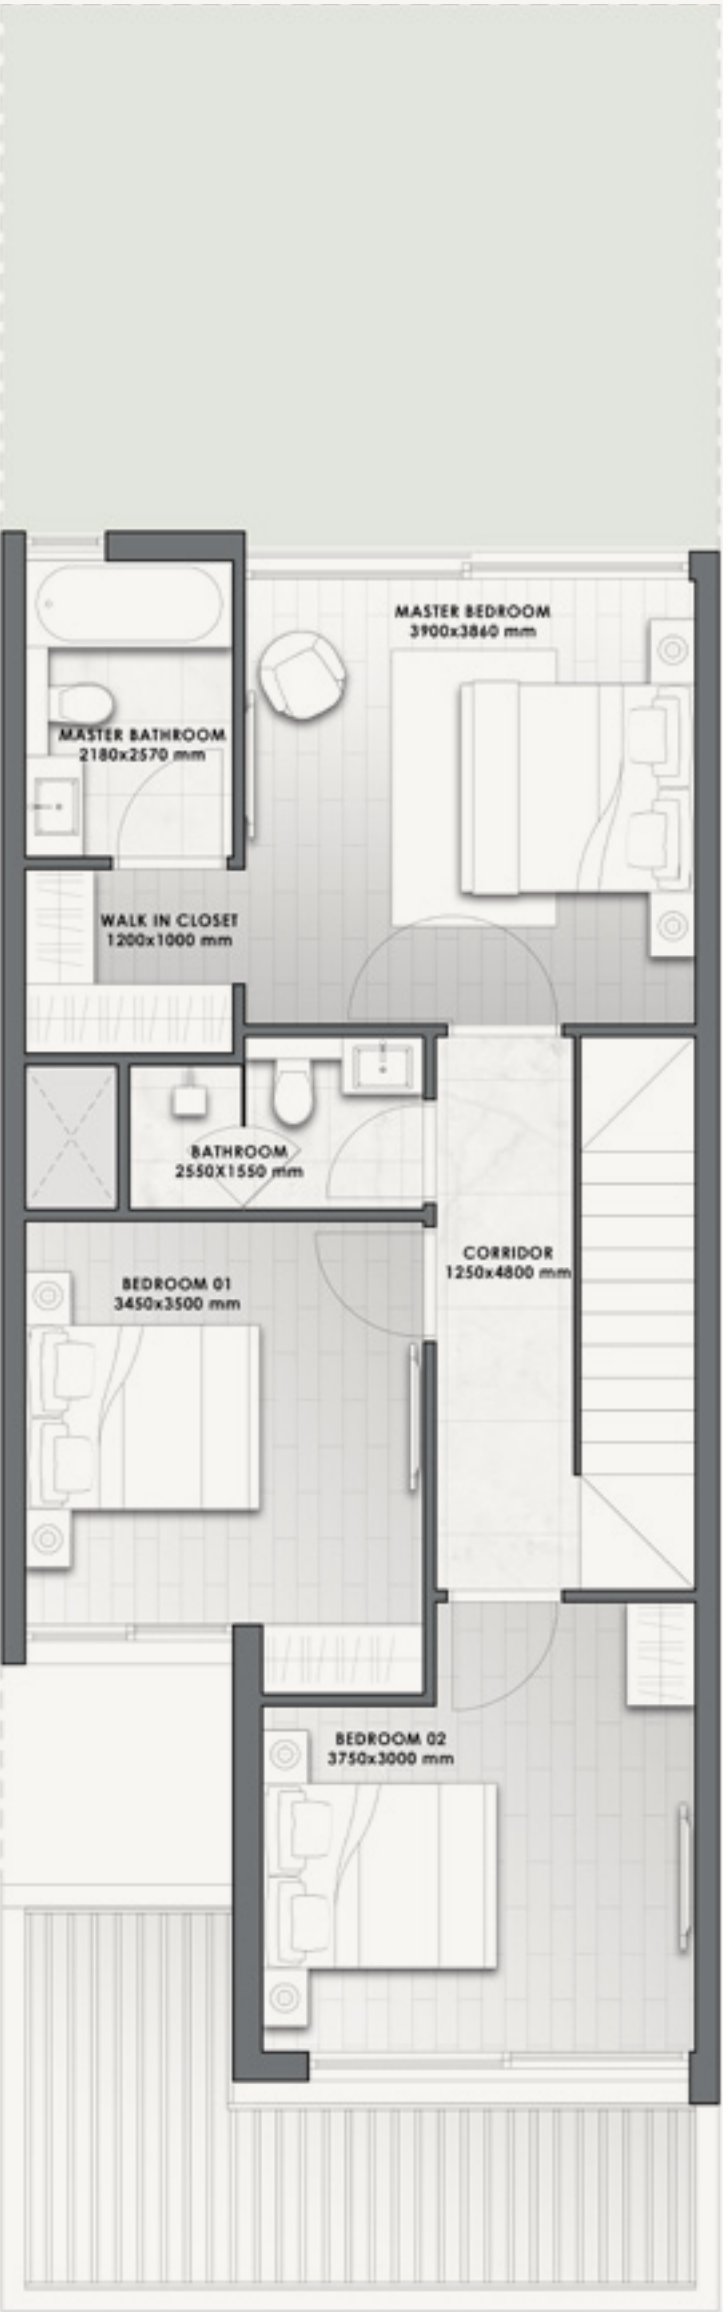 MASTER BEDROOM
3900x3860 mm
MASTER BATHROOM
2180x2570 mm
WALK IN CLOSET
1200x1000 mm
BATHROOM
2550X1550 mm
CORRIDOR
1250x4800 mm
BEDROOM 01
3450x3500 mm
BEDROOM 02
3750x3000 mm